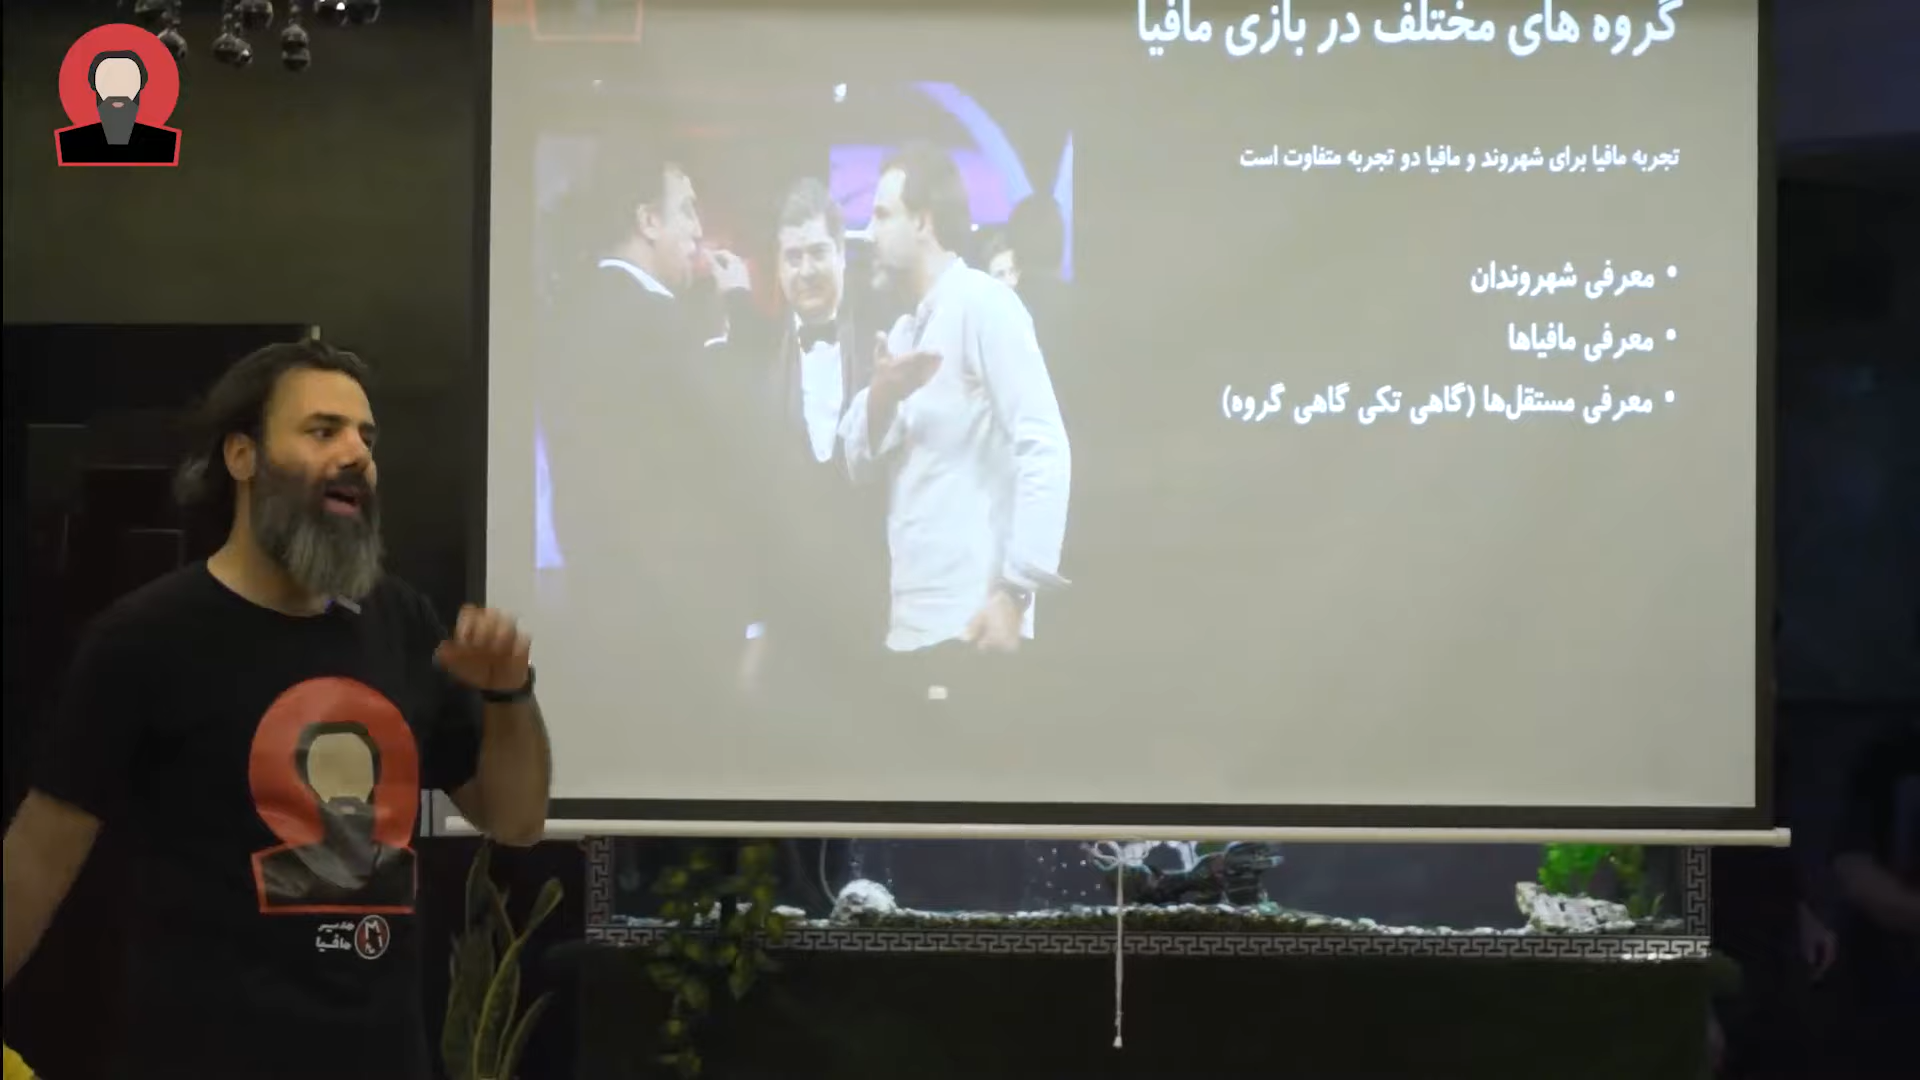 گروه های مختلف در بازی مافیا
تجربه مافیا برای شهروند و مافیا دو تجربه متفاوت است
• معرفی شهروندان
• معرفی مافیاها
• معرفی مستقل‌ها (گاهی تکی گاهی گروه)
مافیا